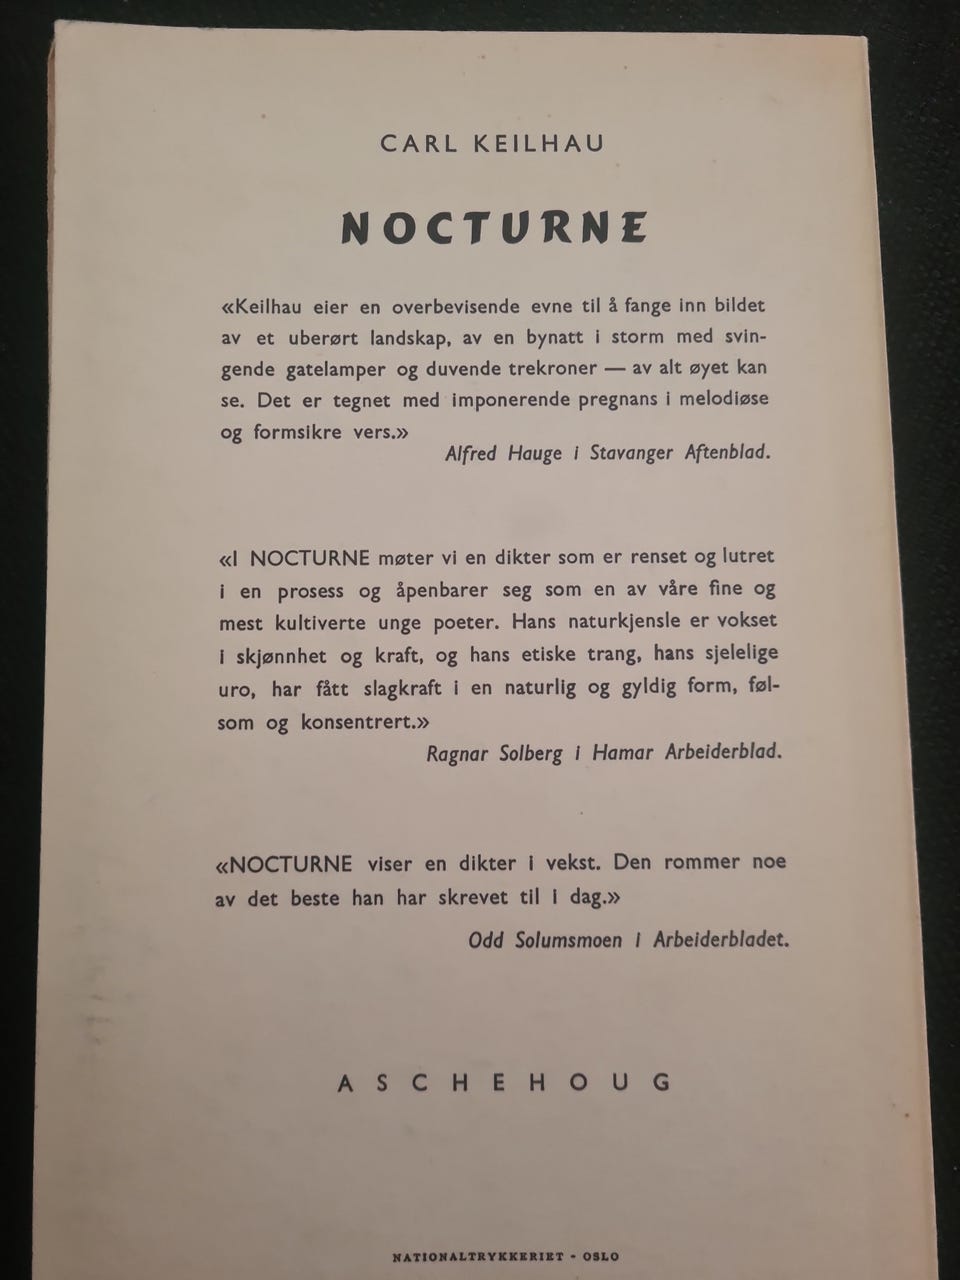 CARL KEILHAU
NOCTURNE
«Keilhau eier en overbevisende evne til å fange inn bildet
av et uberørt landskap, av en bynatt i storm med svin-
gende gatelamper og duvende trekroner — av alt øyet kan
se. Det er tegnet med imponerende pregnans i melodiøse
og formsikre vers.»
Alfred Hauge i Stavanger Aftenblad.
«I NOCTURNE møter vi en dikter som er renset og lutret
i en prosess og åpenbarer seg som en av våre fine og
mest kultiverte unge poeter. Hans naturkjensle er vokset
i skjønnhet og kraft, og hans etiske trang, hans sjelelige
uro, har fått slagkraft i en naturlig og gyldig form, føl-
som og konsentrert.»
Ragnar Solberg i Hamar Arbeiderblad.
«NOCTURNE viser en dikter i vekst. Den rommer noe
av det beste han har skrevet til i dag.»
Odd Solumsmoen i Arbeiderbladet.
ASCHEHOUG
NATIONALTRYKKERIET - OSLO